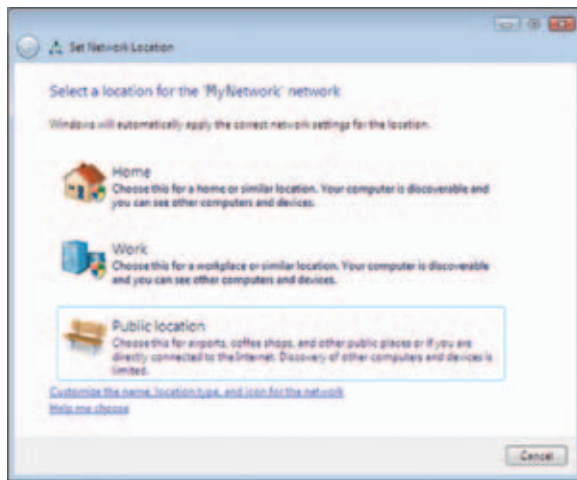 Set Network Location
Select a location for the 'MyNetwork' network
Windows will automatically apply the correct network settings for the location.
Home
Choose this for a home or similar location. Your computer is discoverable and
you can see other computers and devices.
Work
Choose this for a workplace or similar location. Your computer is discoverable
and you can see other computers and devices.
Public location
Choose this for airports, coffee shops, and other public places or if you are
directly connected to the Internet. Discovery of other computers and devices is
limited.
Customize the name, location type, and icon for the network
Help me choose
Cancel